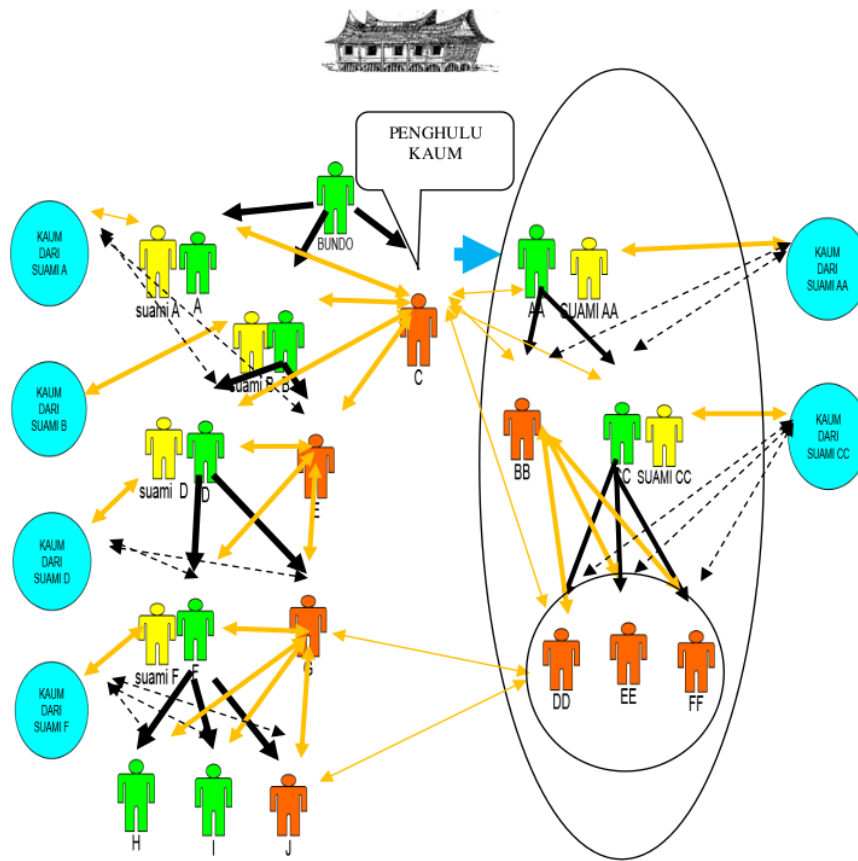 PENGHULU
KAUM
BUNDO
KAUM
DARI
SUAMI A
suami A
A
AA
SUAMI AA
KAUM
DARI
SUAMI AA
C
suami B
B
KAUM
DARI
SUAMI B
BB
CC
SUAMI CC
KAUM
DARI
SUAMI CC
suami D
D
E
KAUM
DARI
SUAMI D
suami F
F
G
KAUM
DARI
SUAMI F
DD
EE
FF
H
I
J